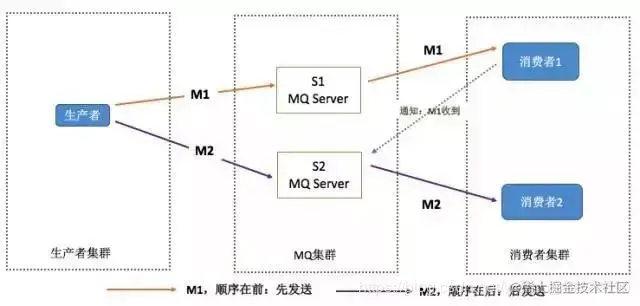 M1
M1
S1
MQ Server
消费者1
生产者
通知：M1收到
M2
S2
MQ Server
M2
消费者2
生产者集群
MQ集群
消费者集群
M1，顺序在前：先发送
M2，顺序在后：后发送
@稀土掘金技术社区